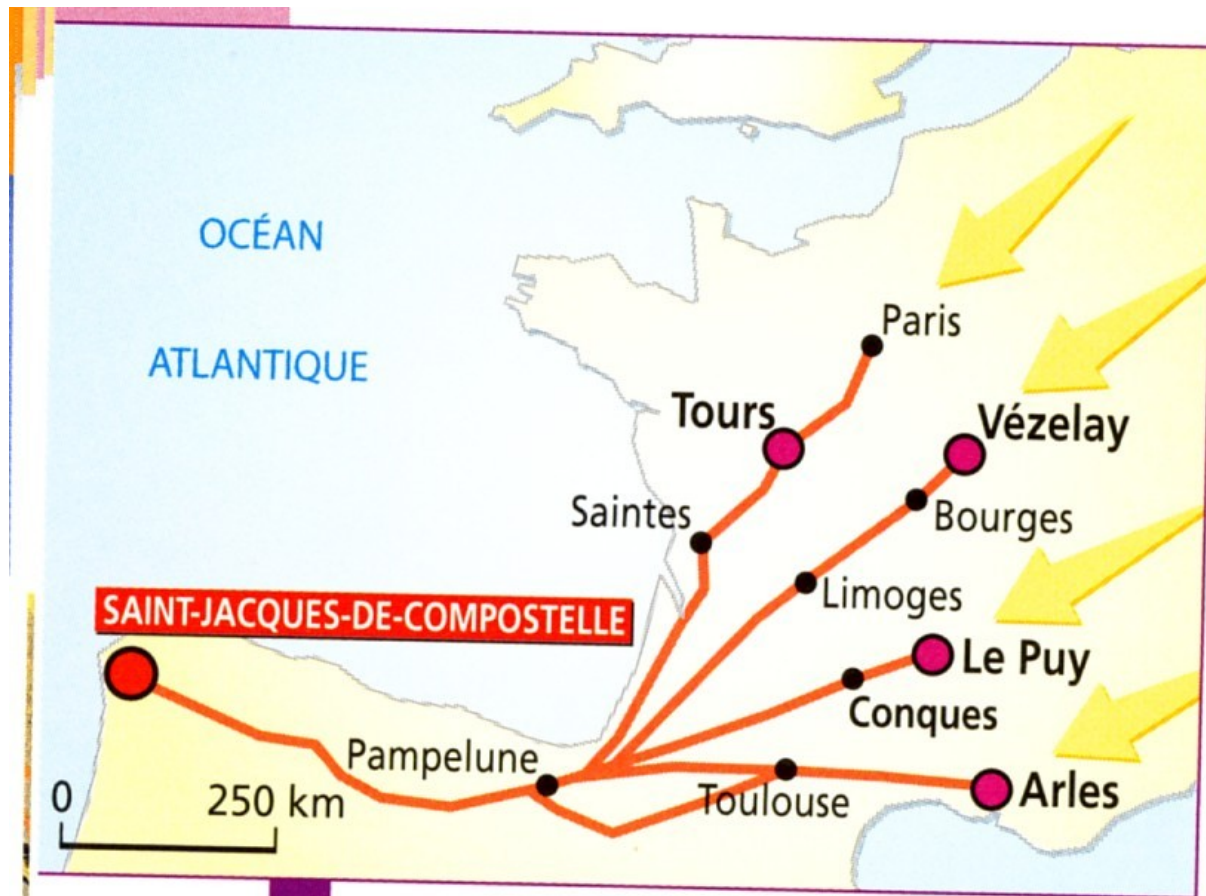 OCÉAN
ATLANTIQUE
Paris
Tours
Vézelay
Saintes
Bourges
Limoges
SAINT-JACQUES-DE-COMPOSTELLE
Le Puy
Conques
Pampelune
Toulouse
Arles
0 250 km